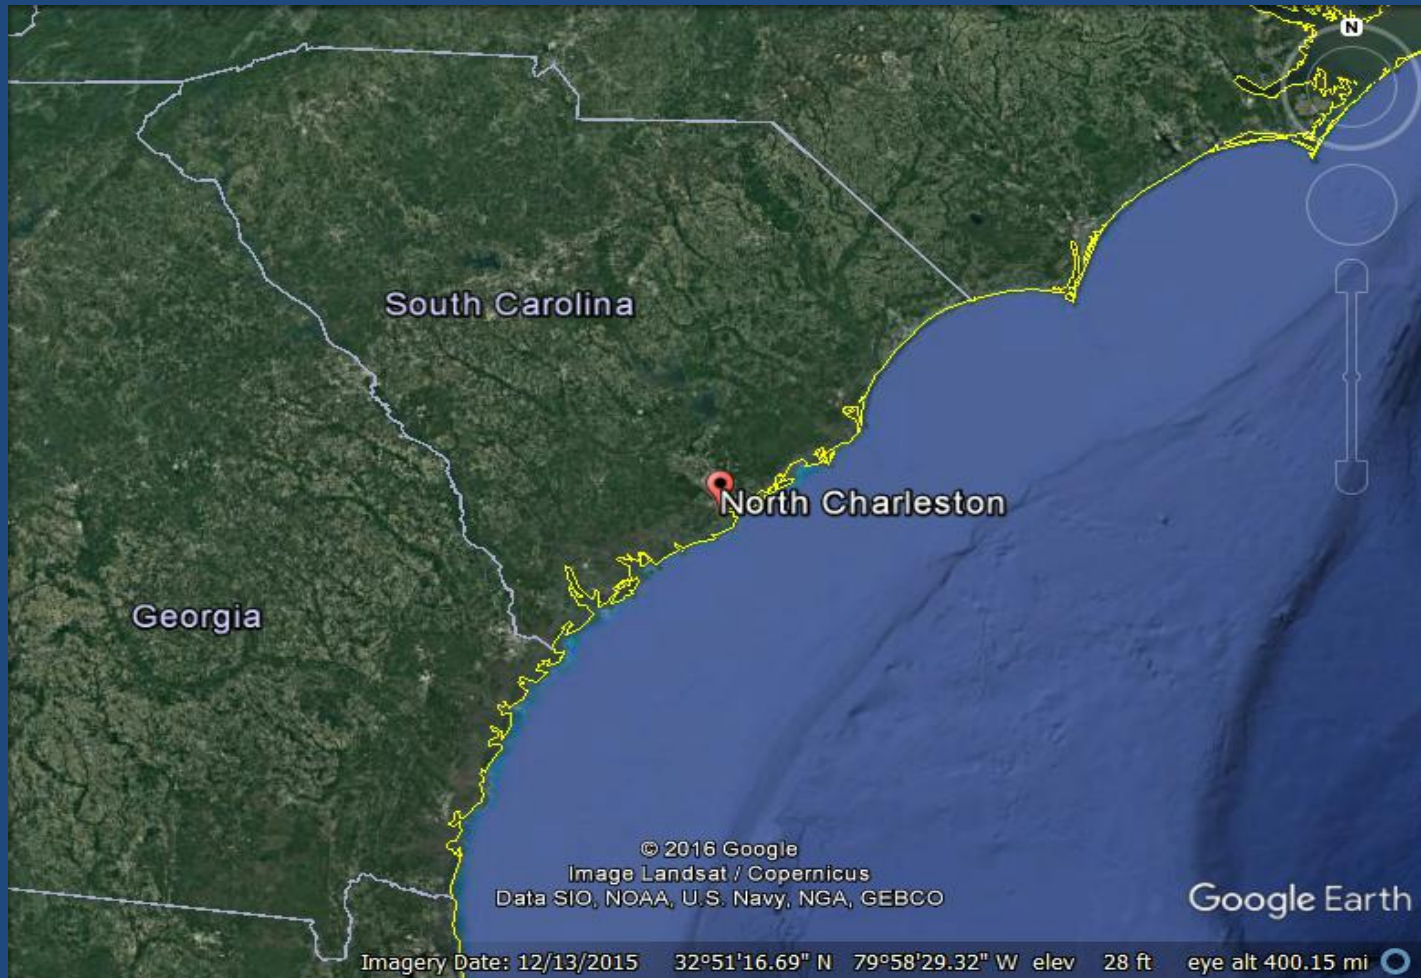 N
South Carolina
North Charleston
Georgia
© 2016 Google
Image Landsat / Copernicus
Data SIO, NOAA, U.S. Navy, NGA, GEBCO
Google Earth
Imagery Date: 12/13/2015 32°51'16.69" N 79°58'29.32" W elev 28 ft eye alt 400.15 mi